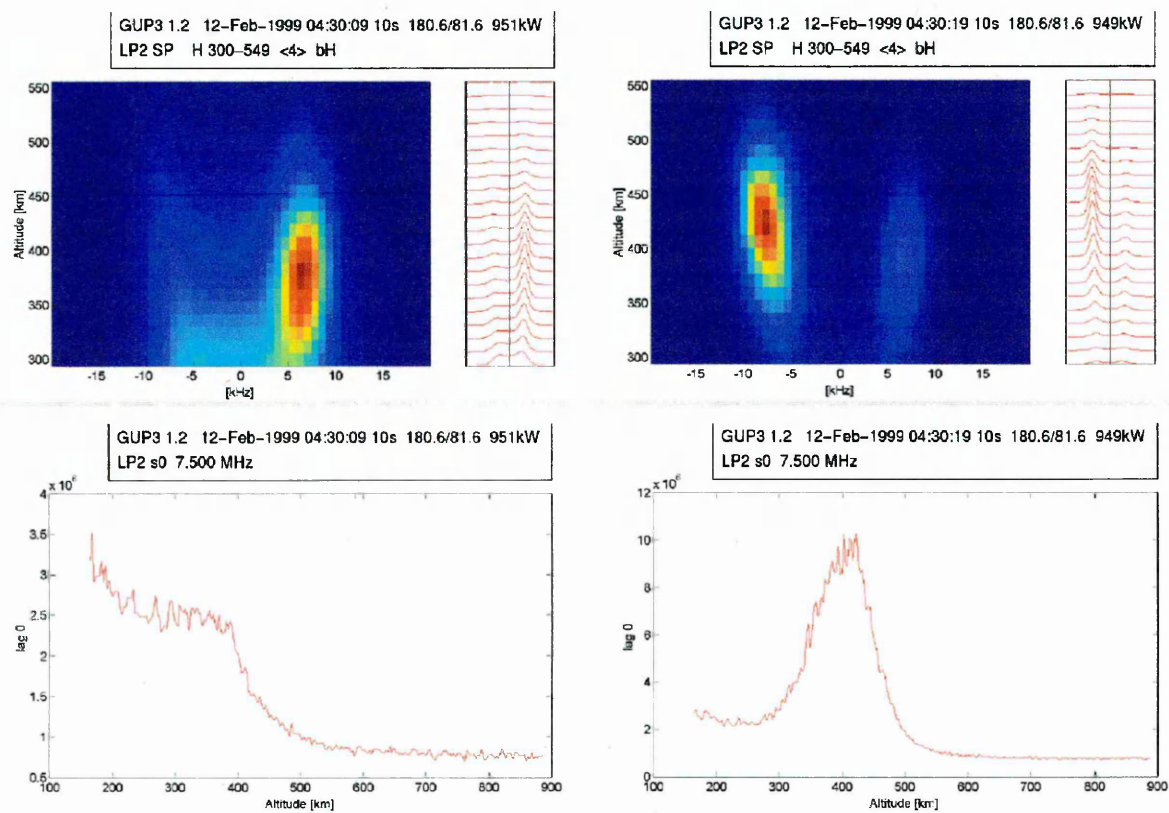 GUP3 1.2 12-Feb-1999 04:30:09 10s 180.6/81.6 951kW
LP2 SP H 300-549 <4> bH
550
500
450
400
350
300
Altitude [km]
-15 -10 -5 0 5 10 15
[kHz]
GUP3 1.2 12-Feb-1999 04:30:19 10s 180.6/81.6 949kW
LP2 SP H 300-549 <4> bH
550
500
450
400
350
300
Altitude [km]
-15 -10 -5 0 5 10 15
[kHz]
GUP3 1.2 12-Feb-1999 04:30:09 10s 180.6/81.6 951kW
LP2 s0 7.500 MHz
x 10^6
4
3.5
3
2.5
2
1.5
1
0.5
lag 0
100 200 300 400 500 600 700 800 900
Altitude [km]
GUP3 1.2 12-Feb-1999 04:30:19 10s 180.6/81.6 949kW
LP2 s0 7.500 MHz
x 10^6
12
10
8
6
4
2
0
lag 0
100 200 300 400 500 600 700 800 900
Altitude [km]